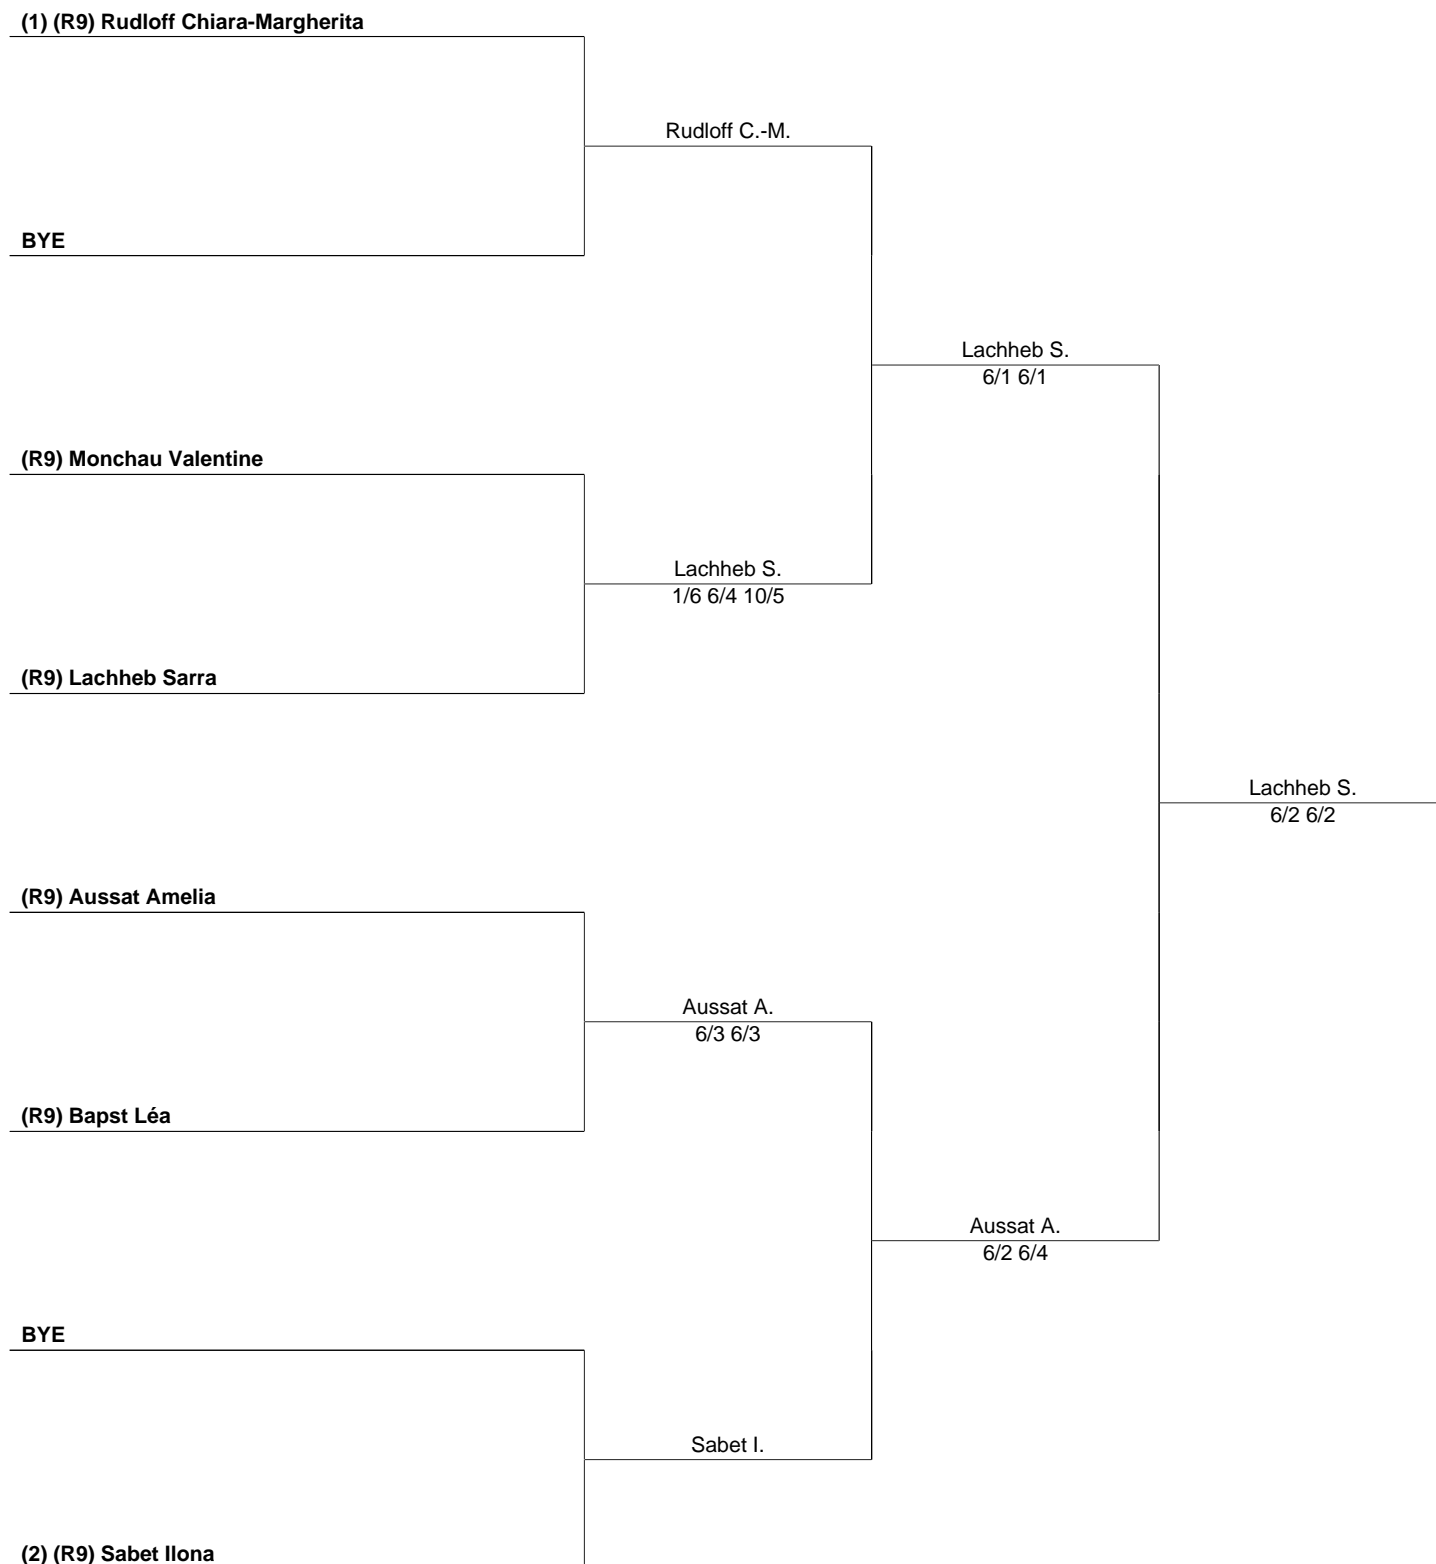 (1) (R9) Rudloff Chiara-Margherita
Rudloff C.-M.
BYE
Lachheb S.
6/1 6/1
(R9) Monchau Valentine
Lachheb S.
1/6 6/4 10/5
(R9) Lachheb Sarra
Lachheb S.
6/2 6/2
(R9) Aussat Amelia
Aussat A.
6/3 6/3
(R9) Bapst Léa
Aussat A.
6/2 6/4
BYE
Sabet I.
(2) (R9) Sabet Ilona